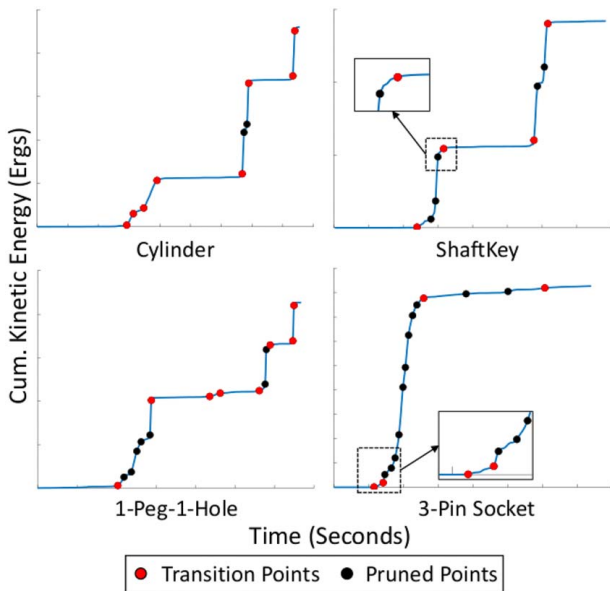 Cum. Kinetic Energy (Ergs)
Cylinder
ShaftKey
1-Peg-1-Hole
3-Pin Socket
Time (Seconds)
Transition Points
Pruned Points